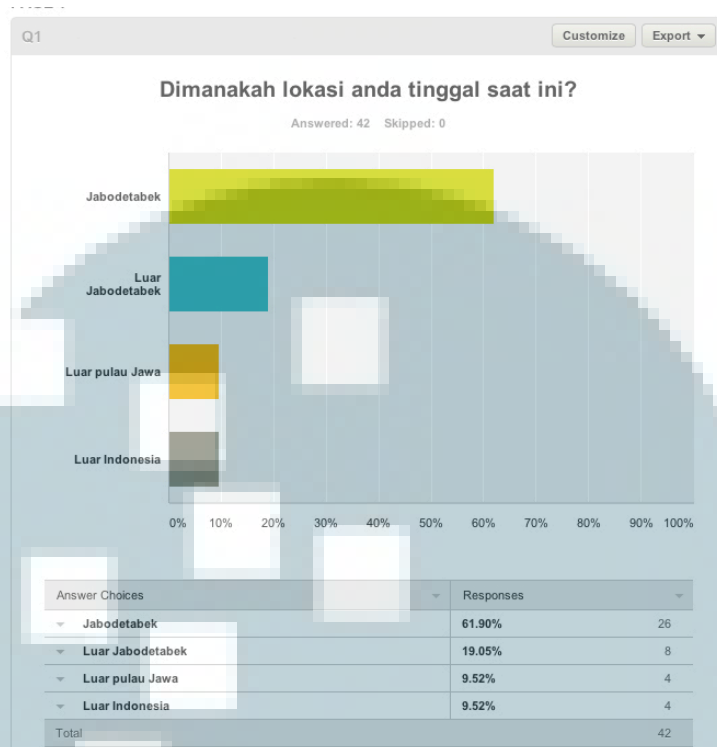 Q1
Customize
Export
Dimanakah lokasi anda tinggal saat ini?
Answered: 42 Skipped: 0
Jabodetabek
Luar
Jabodetabek
Luar pulau Jawa
Luar Indonesia
0% 10% 20% 30% 40% 50% 60% 70% 80% 90% 100%
Answer Choices Responses
Jabodetabek 61.90% 26
Luar Jabodetabek 19.05% 8
Luar pulau Jawa 9.52% 4
Luar Indonesia 9.52% 4
Total 42